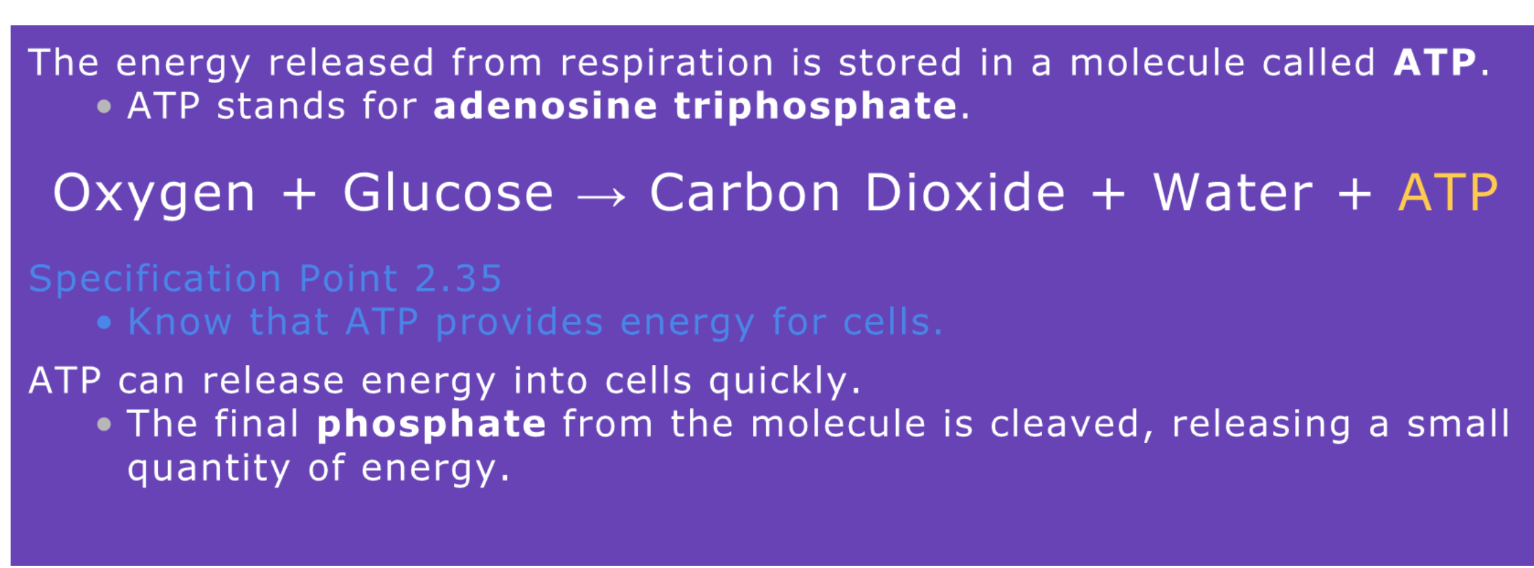 The energy released from respiration is stored in a molecule called ATP.
• ATP stands for adenosine triphosphate.
Oxygen + Glucose → Carbon Dioxide + Water + ATP
Specification Point 2.35
• Know that ATP provides energy for cells.
ATP can release energy into cells quickly.
• The final phosphate from the molecule is cleaved, releasing a small
quantity of energy.